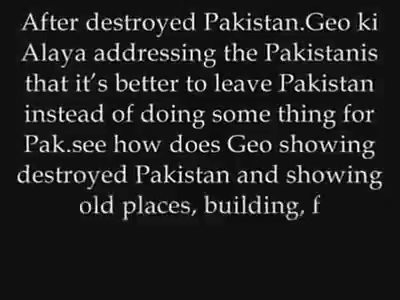 After destroyed Pakistan.Geo ki
Alaya addressing the Pakistanis
that it's better to leave Pakistan
instead of doing some thing for
Pak.see how does Geo showing
destroyed Pakistan and showing
old places, building, f